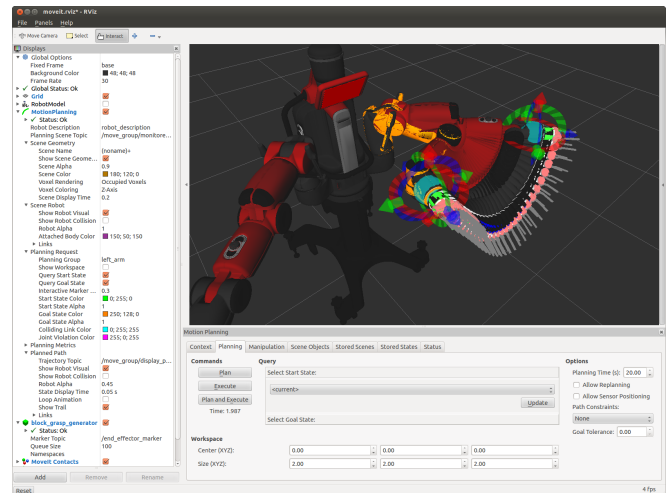 moveit.rviz* - RViz
File Panels Help
Move Camera Select Interact
Displays
Global Options
Fixed Frame base
Background Color 48; 48; 48
Frame Rate 30
Global Status: Ok
Grid
RobotModel
MotionPlanning
Status: Ok
Robot Description robot_description
Planning Scene Topic /move_group/monitore...
Scene Geometry
Scene Name (noname)+
Show Scene Geome...
Scene Alpha 0.9
Scene Color 180; 120; 0
Voxel Rendering Occupied Voxels
Voxel Coloring Z-Axis
Scene Display Time 0.2
Scene Robot
Show Robot Visual
Show Robot Collision
Robot Alpha 1
Attached Body Color 150; 50; 150
Links
Planning Request
Planning Group left_arm
Show Workspace
Query Start State
Query Goal State
Interactive Marker ... 0.3
Start State Color 0; 255; 0
Start State Alpha 1
Goal State Color 250; 128; 0
Goal State Alpha 1
Colliding Link Color 0; 255; 255
Joint Violation Color 255; 0; 255
Planning Metrics
Planned Path
Trajectory Topic /move_group/display_p...
Show Robot Visual
Show Robot Collision
Robot Alpha 0.45
State Display Time 0.05 s
Loop Animation
Show Trail
Links
block_grasp_generator
Status: Ok
Marker Topic /end_effector_marker
Queue Size 100
Namespaces
Moveit Contacts
Add Remove Rename
Reset
Motion Planning
Context Planning Manipulation Scene Objects Stored Scenes Stored States Status
Commands
Plan
Execute
Plan and Execute
Time: 1.987
Query
Select Start State:
<current>
Update
Select Goal State:
Options
Planning Time (s): 20.00
Allow Replanning
Allow Sensor Positioning
Path Constraints:
None
Goal Tolerance: 0.00
Workspace
Center (XYZ): 0.00 0.00 0.00
Size (XYZ): 2.00 2.00 2.00
4 fps